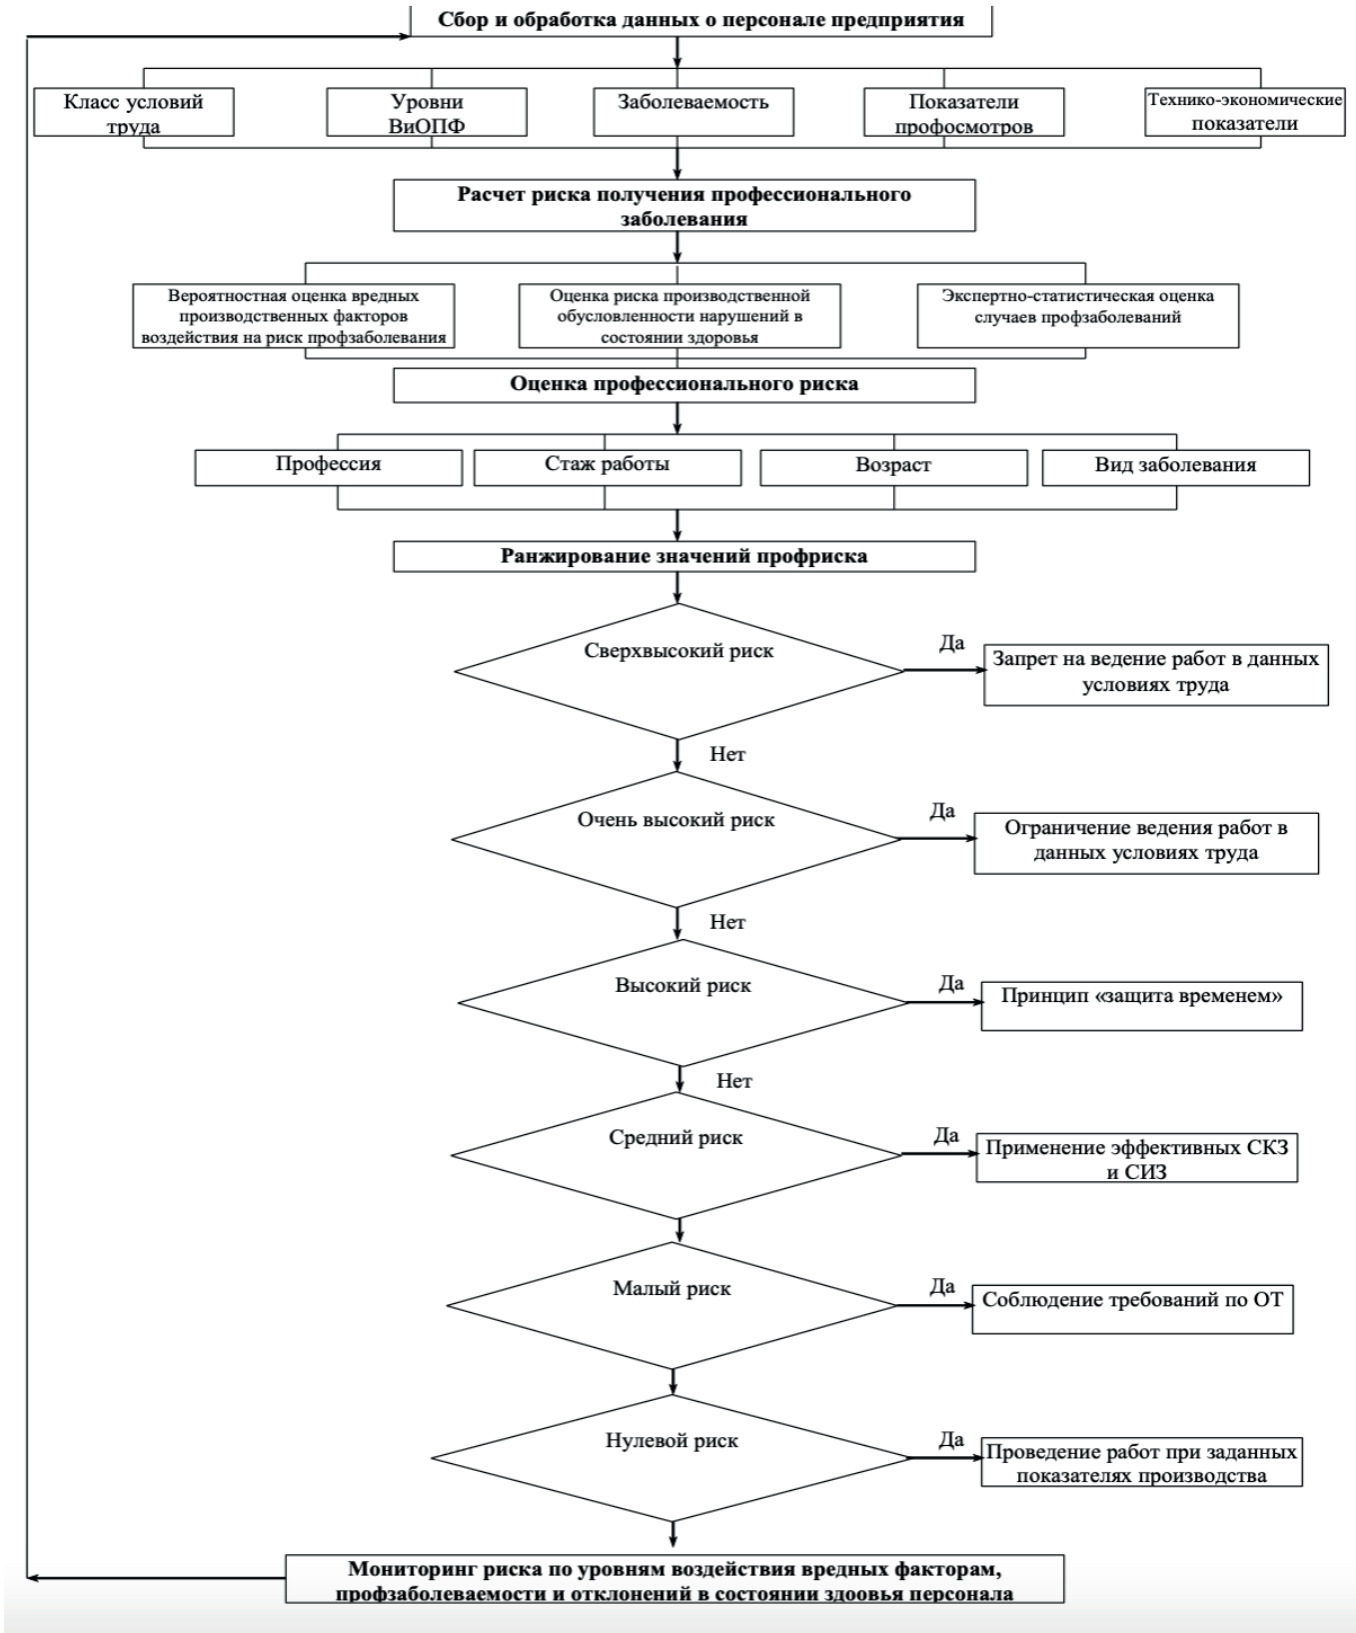 Сбор и обработка данных о персонале предприятия
Класс условий
труда
Уровни
ВиОПФ
Заболеваемость
Показатели
профосмотров
Технико-экономические
показатели
Расчет риска получения профессионального
заболевания
Вероятностная оценка вредных
производственных факторов
воздействия на риск профзаболевания
Оценка риска производственной
обусловленности нарушений в
состоянии здоровья
Экспертно-статистическая оценка
случаев профзаболеваний
Оценка профессионального риска
Профессия
Стаж работы
Возраст
Вид заболевания
Ранжирование значений профриска
Сверхвысокий риск
Да
Запрет на ведение работ в данных
условиях труда
Нет
Очень высокий риск
Да
Ограничение ведения работ в
данных условиях труда
Нет
Высокий риск
Да
Принцип «защита временем»
Нет
Средний риск
Да
Применение эффективных СКЗ
и СИЗ
Малый риск
Да
Соблюдение требований по ОТ
Нулевой риск
Да
Проведение работ при заданных
показателях производства
Мониторинг риска по уровням воздействия вредных факторам,
профзаболеваемости и отклонений в состоянии здоовья персонала